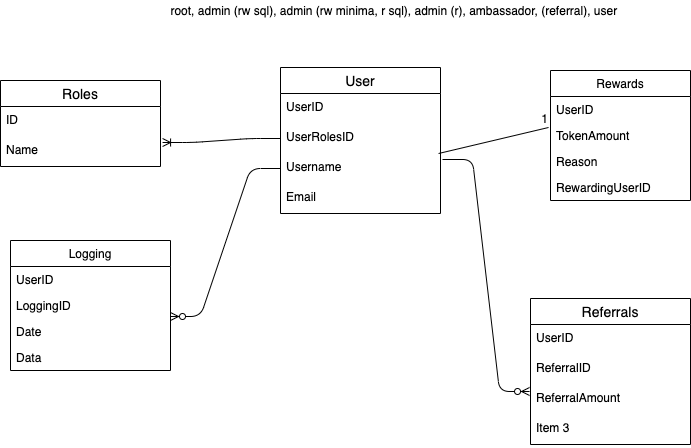 root, admin (rw sql), admin (rw minima, r sql), admin (r), ambassador, (referral), user
Roles
ID
Name
User
UserID
UserRolesID
Username
Email
1
Rewards
UserID
TokenAmount
Reason
RewardingUserID
Logging
UserID
LoggingID
Date
Data
Referrals
UserID
ReferralID
ReferralAmount
Item 3